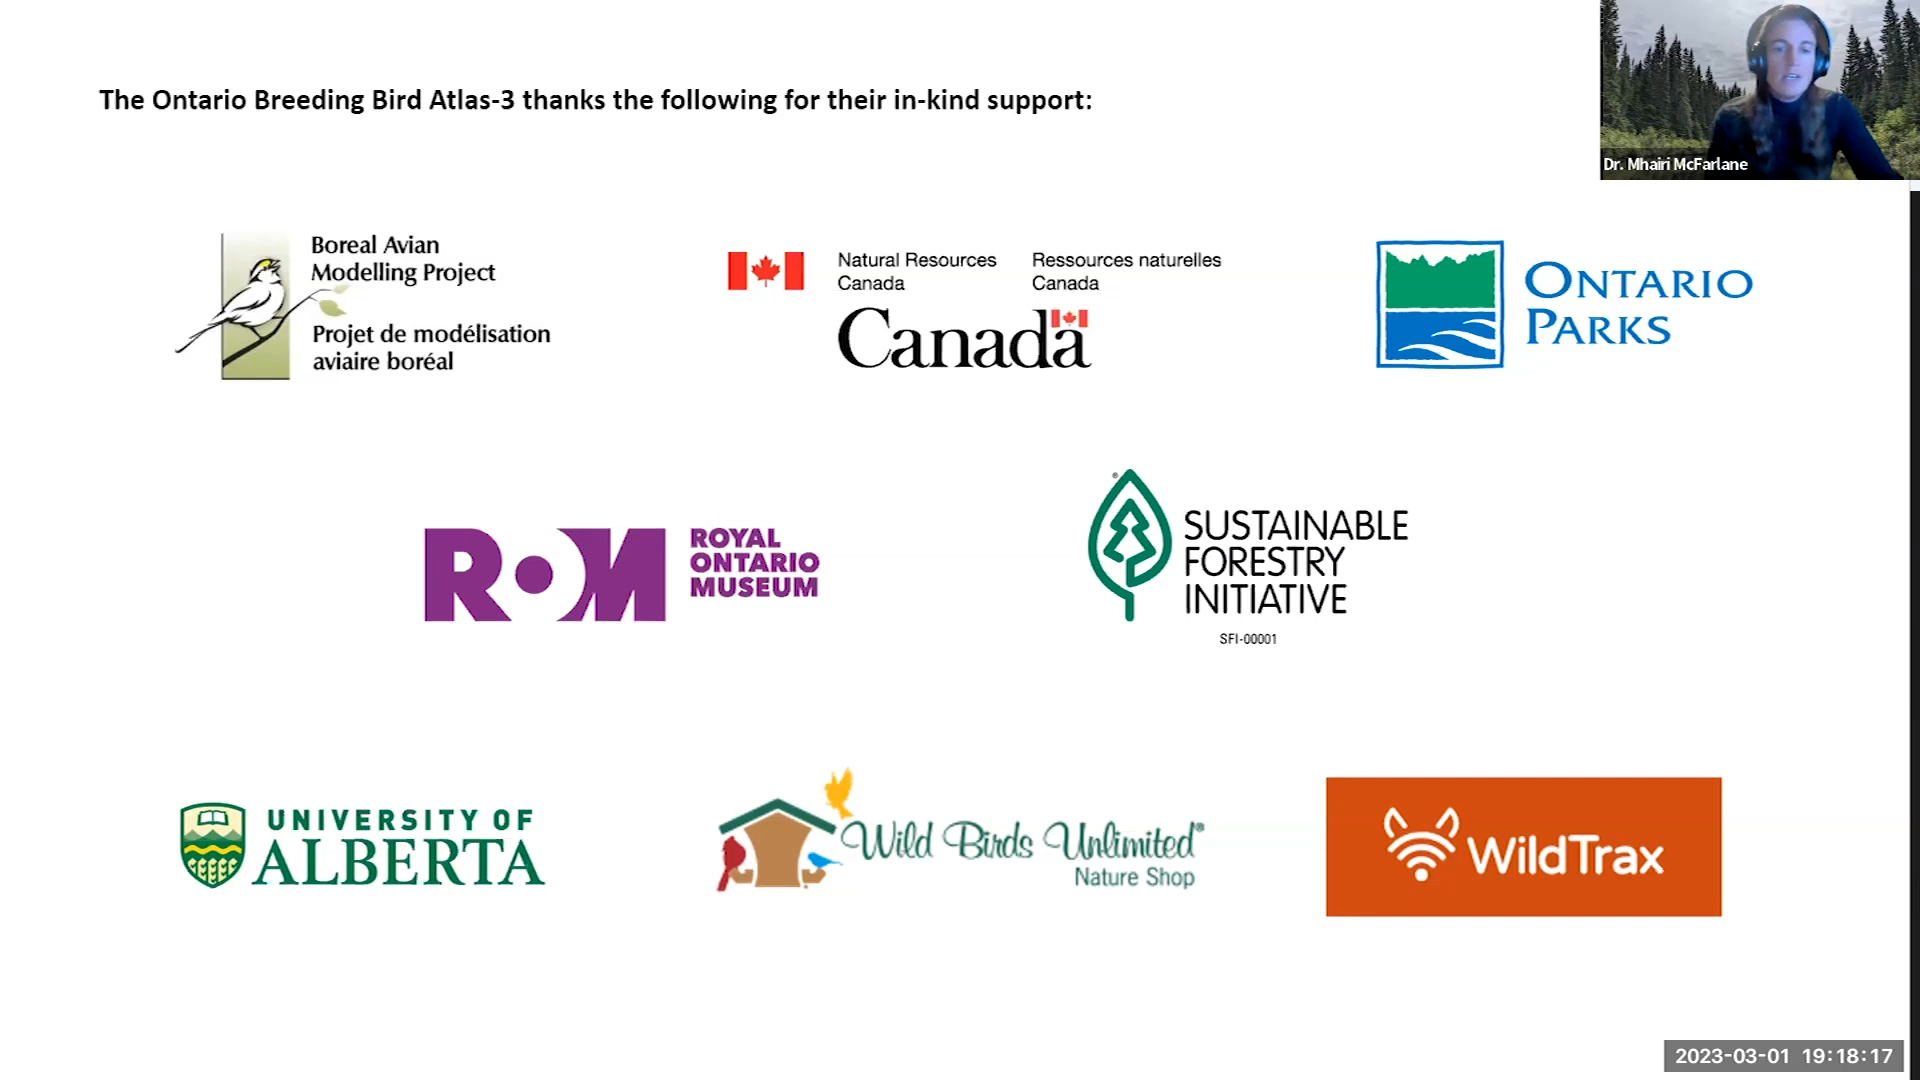 The Ontario Breeding Bird Atlas-3 thanks the following for their in-kind support:
Dr. Mhairi McFarlane
Boreal Avian
Modelling Project
Projet de modélisation
aviaire boréal
Natural Resources
Canada
Ressources naturelles
Canada
Canada
ONTARIO
PARKS
ROM
ROYAL
ONTARIO
MUSEUM
®
SUSTAINABLE
FORESTRY
INITIATIVE
SFI-00001
UNIVERSITY OF
ALBERTA
Wild Birds Unlimited®
Nature Shop
WildTrax
2023-03-01 19:18:17